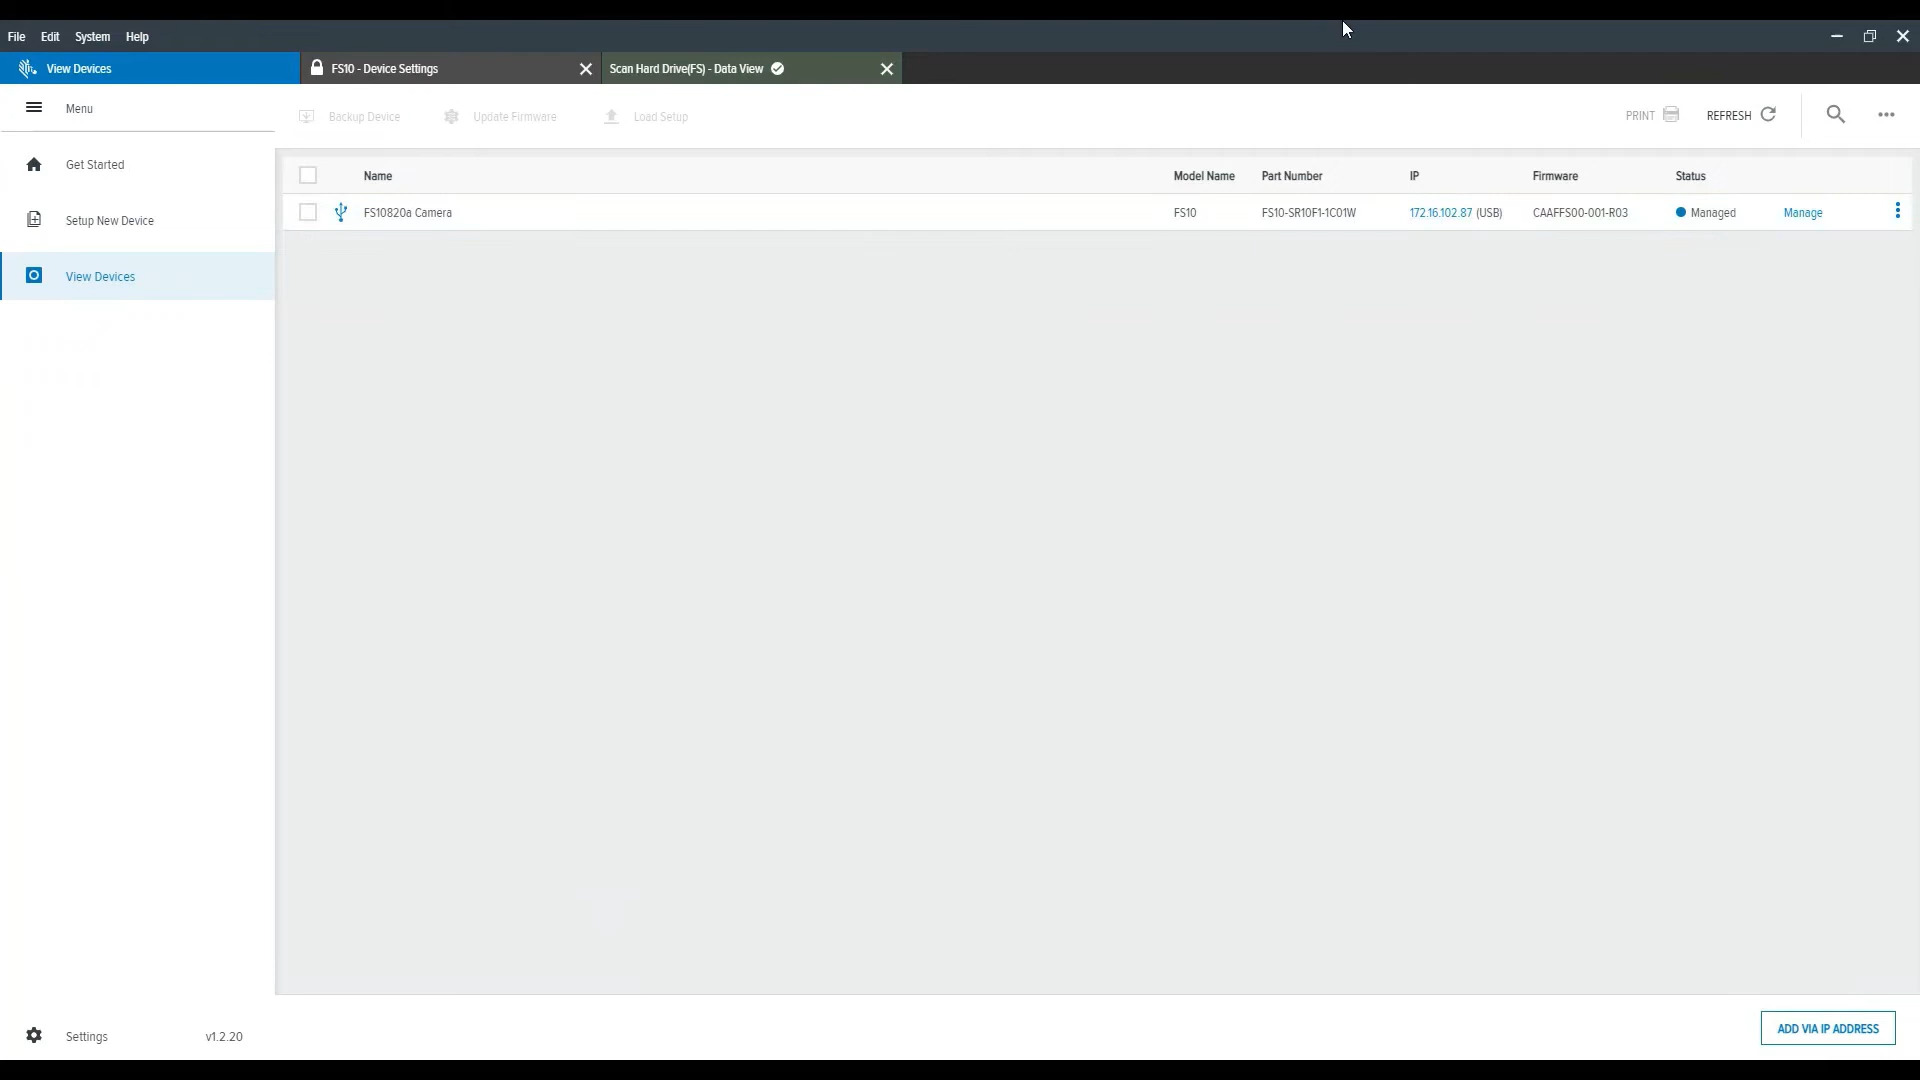 File Edit System Help
View Devices FS10 - Device Settings Scan Hard Drive(FS) - Data View
Menu Backup Device Update Firmware Load Setup PRINT REFRESH
Get Started
Setup New Device
View Devices
Name Model Name Part Number IP Firmware Status
FS10820a Camera FS10 FS10-SR10F1-1C01W 172.16.102.87 (USB) CAAFFS00-001-R03 Managed Manage
Settings v1.2.20 ADD VIA IP ADDRESS